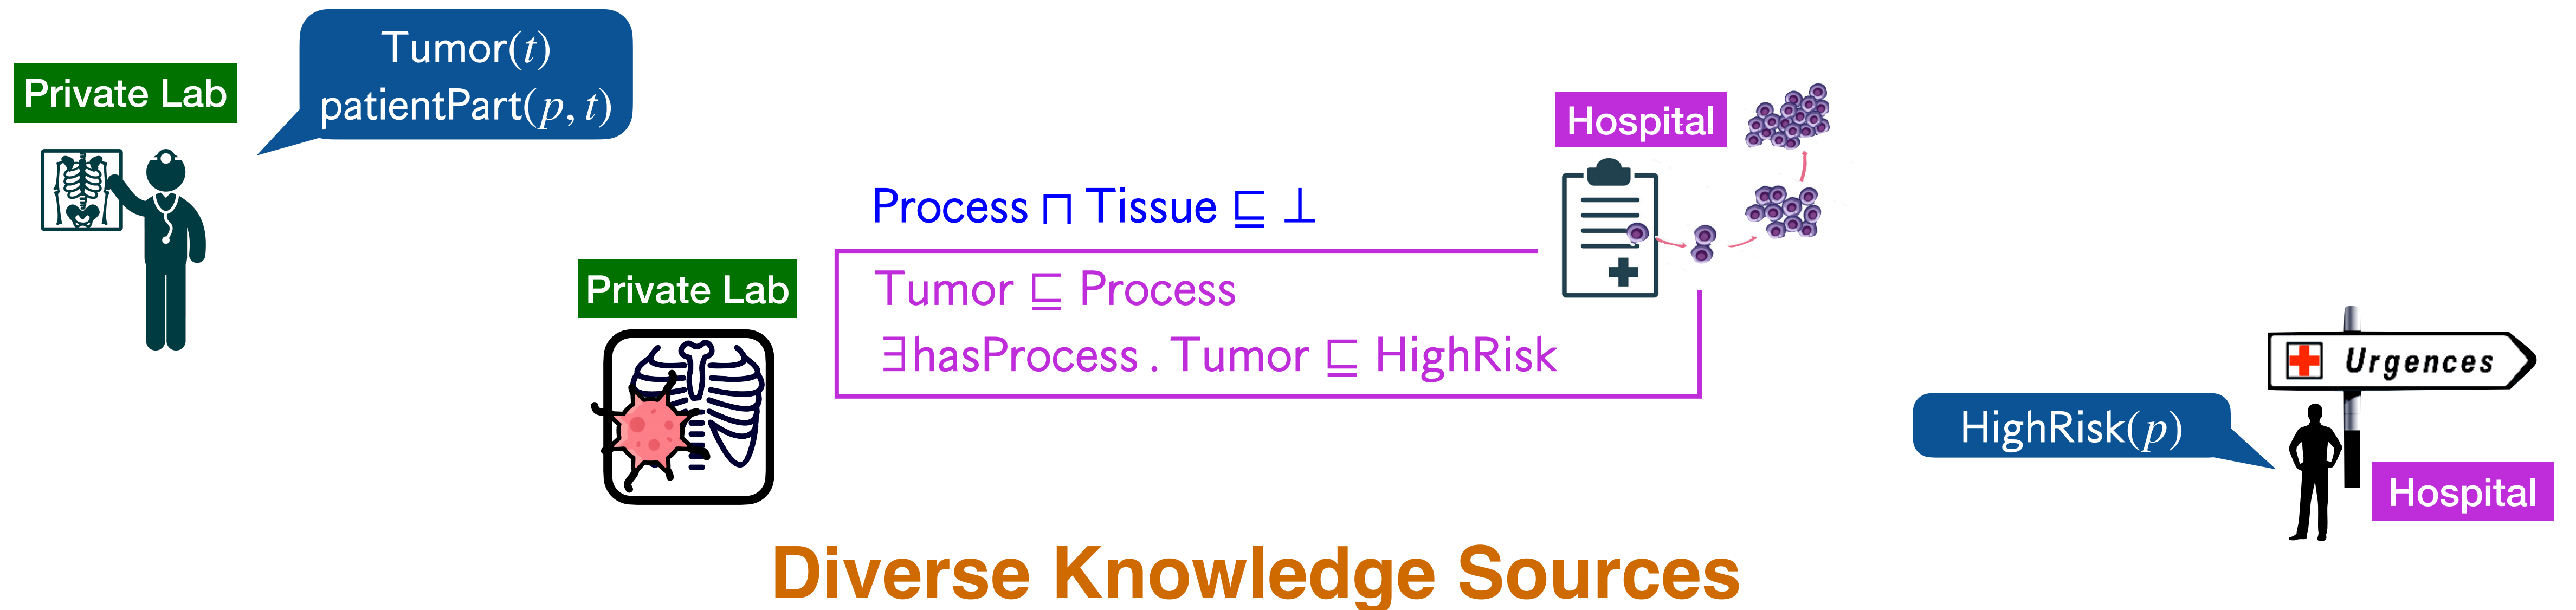 Private Lab
Tumor(t)
patientPart(p, t)
Hospital
Process ⊓ Tissue ⊑ ⊥
Private Lab
Tumor ⊑ Process
∃hasProcess . Tumor ⊑ HighRisk
Urgences
HighRisk(p)
Hospital
Diverse Knowledge Sources